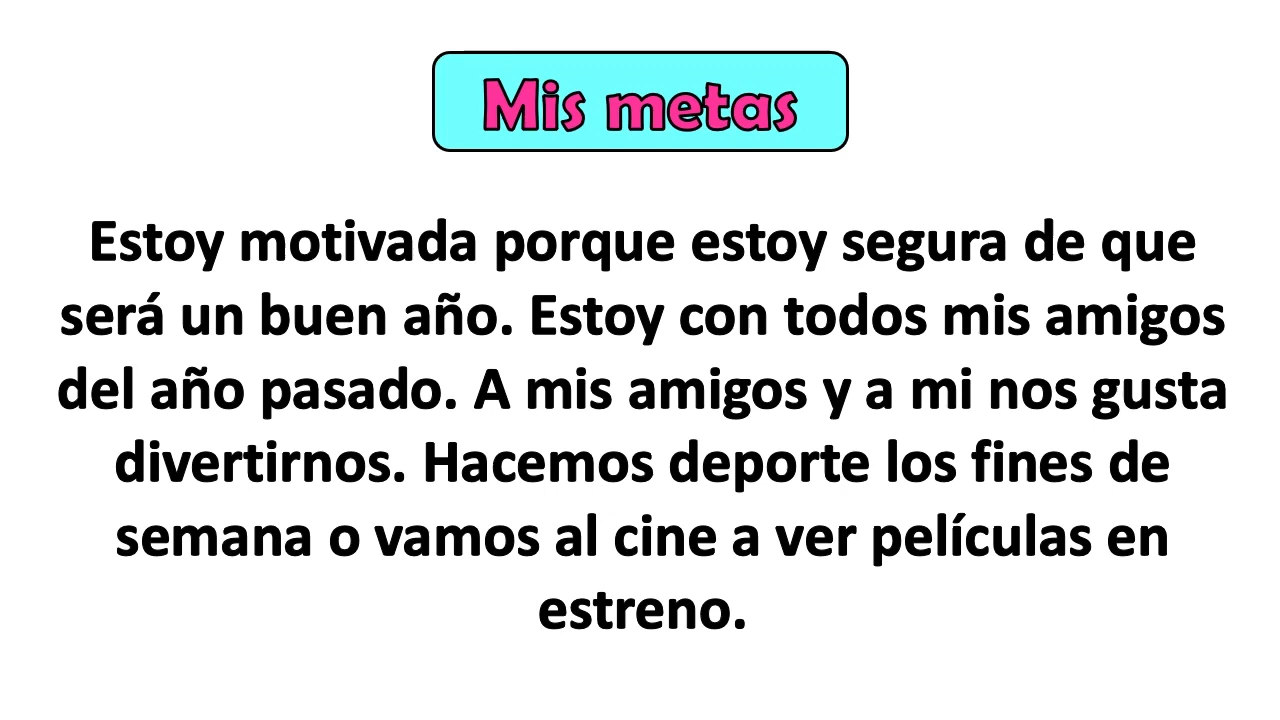 Mis metas
Estoy motivada porque estoy segura de que
será un buen año. Estoy con todos mis amigos
del año pasado. A mis amigos y a mi nos gusta
divertirnos. Hacemos deporte los fines de
semana o vamos al cine a ver películas en
estreno.